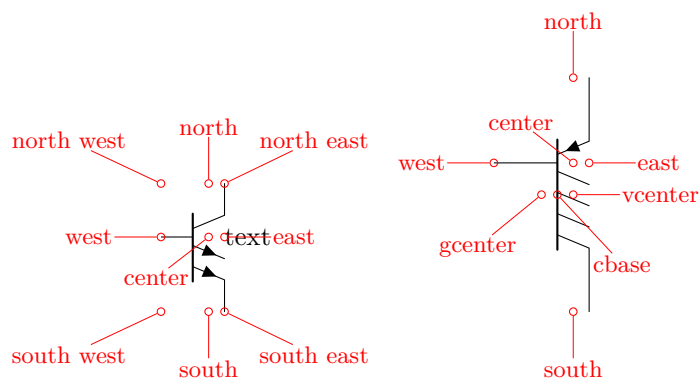 north
north
center
north west
north east
west
east
vcenter
west
text
east
gcenter
cbase
center
south west
south
south east
south